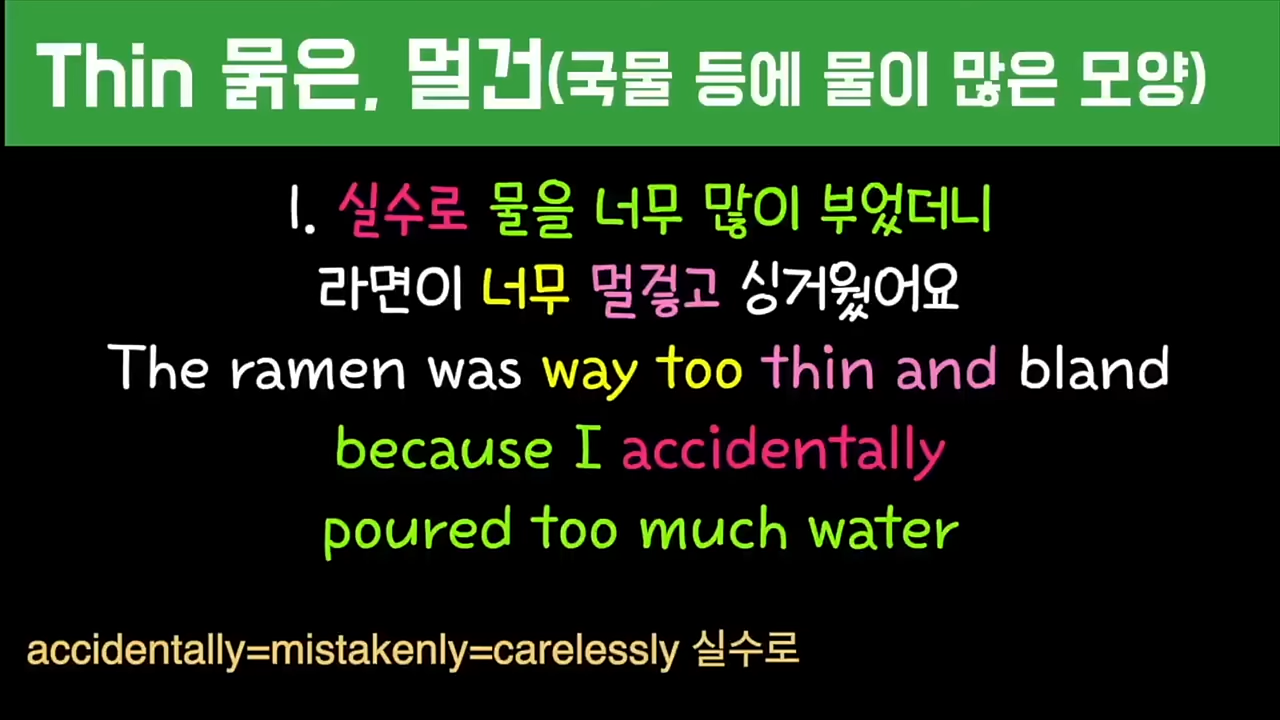 Thin 묽은, 멀건(국물 등에 물이 많은 모양)
1. 실수로 물을 너무 많이 부었더니
라면이 너무 멀겋고 싱거웠어요
The ramen was way too thin and bland
because I accidentally
poured too much water
accidentally=mistakenly=carelessly 실수로